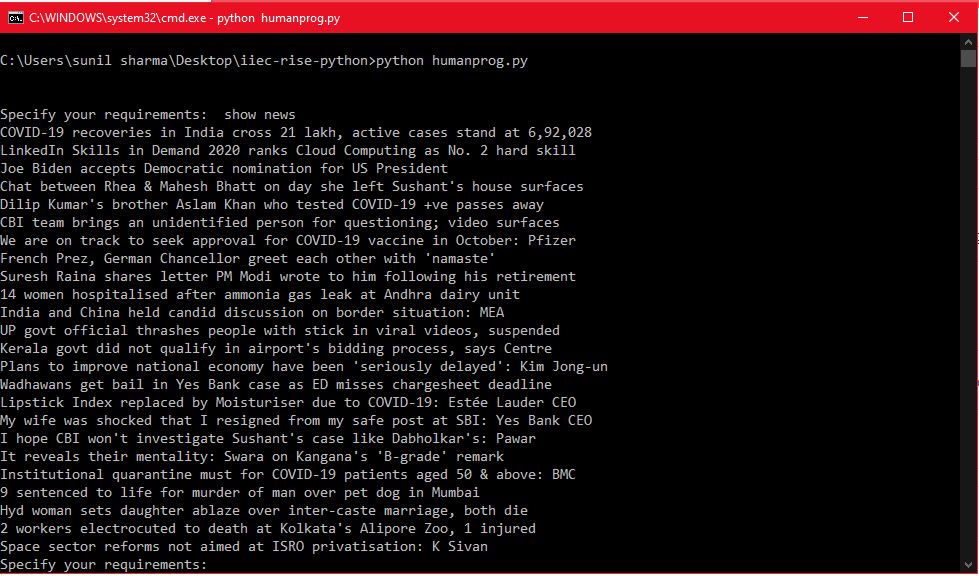 C:\WINDOWS\system32\cmd.exe - python  humanprog.py
C:\Users\sunil sharma\Desktop\iiec-rise-python>python humanprog.py
Specify your requirements:  show news
COVID-19 recoveries in India cross 21 lakh, active cases stand at 6,92,028
LinkedIn Skills in Demand 2020 ranks Cloud Computing as No. 2 hard skill
Joe Biden accepts Democratic nomination for US President
Chat between Rhea & Mahesh Bhatt on day she left Sushant's house surfaces
Dilip Kumar's brother Aslam Khan who tested COVID-19 +ve passes away
CBI team brings an unidentified person for questioning; video surfaces
We are on track to seek approval for COVID-19 vaccine in October: Pfizer
French Prez, German Chancellor greet each other with 'namaste'
Suresh Raina shares letter PM Modi wrote to him following his retirement
14 women hospitalised after ammonia gas leak at Andhra dairy unit
India and China held candid discussion on border situation: MEA
UP govt official thrashes people with stick in viral videos, suspended
Kerala govt did not qualify in airport's bidding process, says Centre
Plans to improve national economy have been 'seriously delayed': Kim Jong-un
Wadhawans get bail in Yes Bank case as ED misses chargesheet deadline
Lipstick Index replaced by Moisturiser due to COVID-19: Estée Lauder CEO
My wife was shocked that I resigned from my safe post at SBI: Yes Bank CEO
I hope CBI won't investigate Sushant's case like Dabholkar's: Pawar
It reveals their mentality: Swara on Kangana's 'B-grade' remark
Institutional quarantine must for COVID-19 patients aged 50 & above: BMC
9 sentenced to life for murder of man over pet dog in Mumbai
Hyd woman sets daughter ablaze over inter-caste marriage, both die
2 workers electrocuted to death at Kolkata's Alipore Zoo, 1 injured
Space sector reforms not aimed at ISRO privatisation: K Sivan
Specify your requirements: